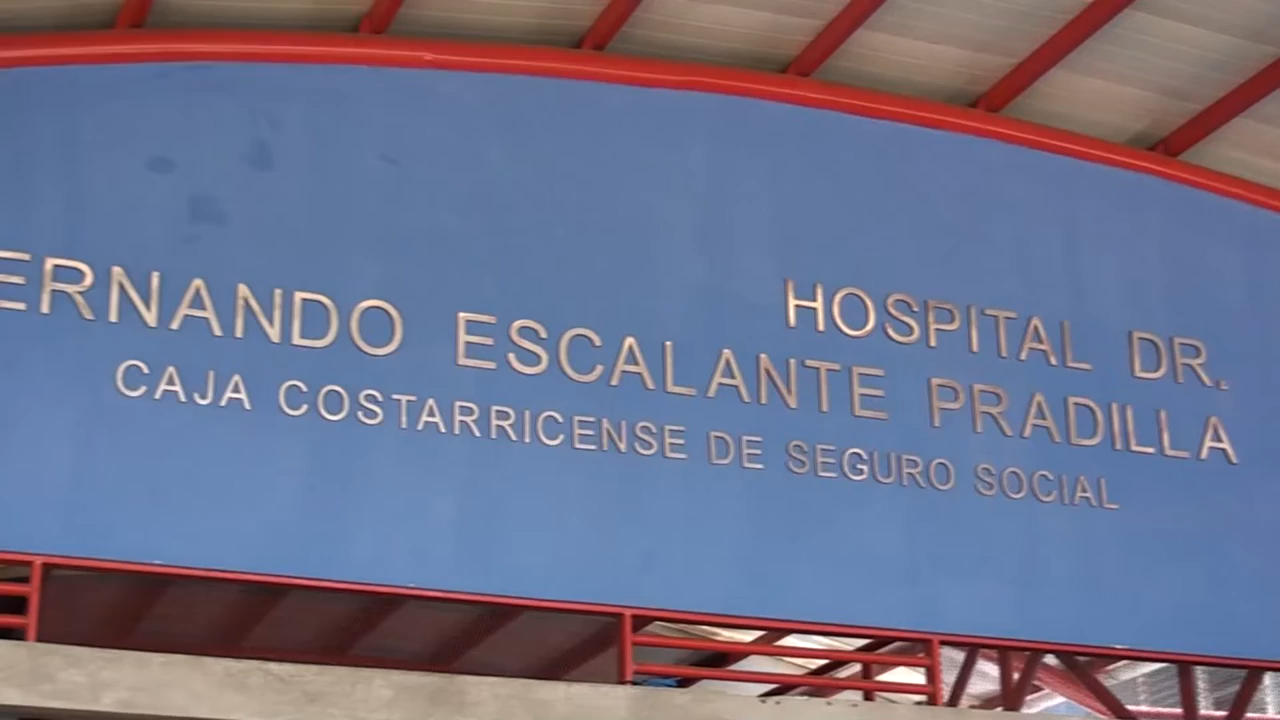 HOSPITAL DR.
ERNANDO ESCALANTE PRADILLA
CAJA COSTARRICENSE DE SEGURO SOCIAL